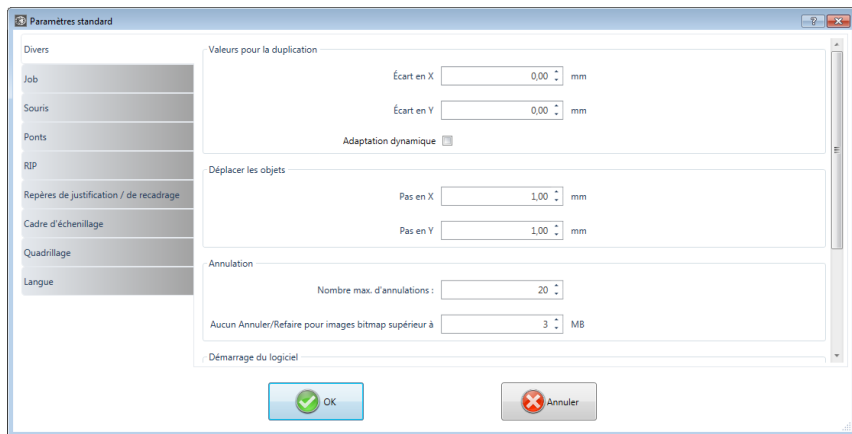 Paramètres standard
Divers
Job
Souris
Ponts
RIP
Repères de justification / de recadrage
Cadre d'échenillage
Quadrillage
Langue
Valeurs pour la duplication
Écart en X 0,00 mm
Écart en Y 0,00 mm
Adaptation dynamique
Déplacer les objets
Pas en X 1,00 mm
Pas en Y 1,00 mm
Annulation
Nombre max. d'annulations : 20
Aucun Annuler/Refaire pour images bitmap supérieur à 3 MB
Démarrage du logiciel
OK
Annuler